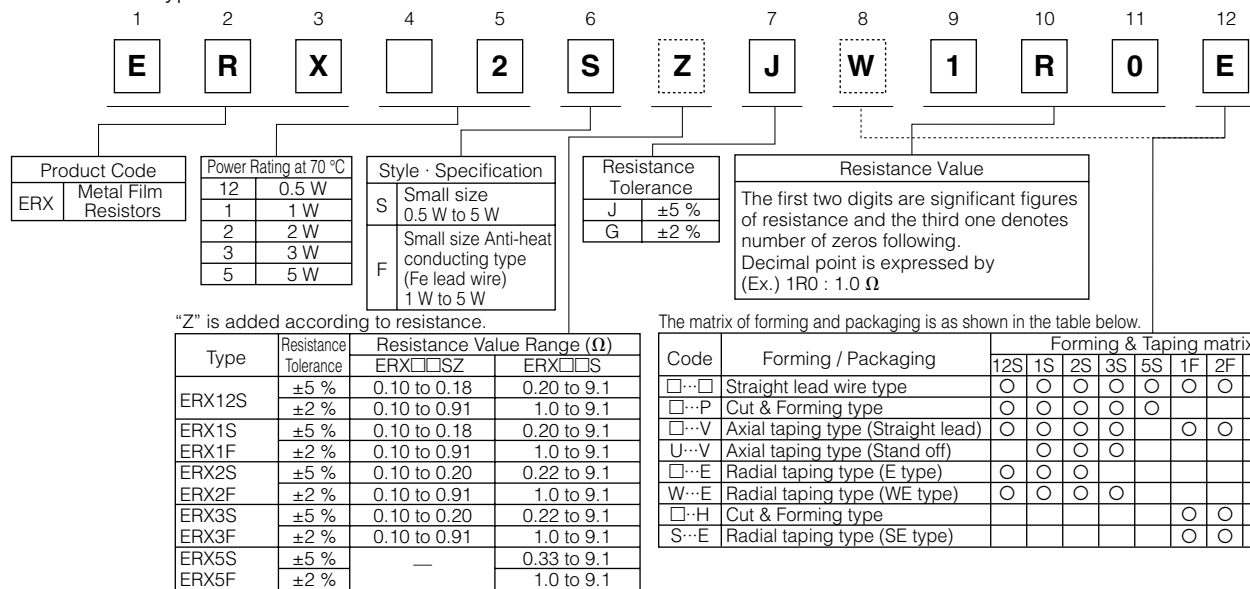 1 2 3 4 5 6 7 8 9 10 11 12
E R X 2 S Z J W 1 R 0 E
Product Code
ERX Metal Film Resistors
Power Rating at 70 °C
12 0.5 W
1 1 W
2 2 W
3 3 W
5 5 W
Style · Specification
S Small size
0.5 W to 5 W
F Small size Anti-heat
conducting type
(Fe lead wire)
1 W to 5 W
Resistance
Tolerance
J ±5 %
G ±2 %
Resistance Value
The first two digits are significant figures
of resistance and the third one denotes
number of zeros following.
Decimal point is expressed by
(Ex.) 1R0 : 1.0 Ω
“Z” is added according to resistance.
Type Resistance Tolerance Resistance Value Range (Ω)
ERX□□SZ ERX□□S
ERX12S ±5 % 0.10 to 0.18 0.20 to 9.1
±2 % 0.10 to 0.91 1.0 to 9.1
ERX1S ±5 % 0.10 to 0.18 0.20 to 9.1
ERX1F ±2 % 0.10 to 0.91 1.0 to 9.1
ERX2S ±5 % 0.10 to 0.20 0.22 to 9.1
ERX2F ±2 % 0.10 to 0.91 1.0 to 9.1
ERX3S ±5 % 0.10 to 0.20 0.22 to 9.1
ERX3F ±2 % 0.10 to 0.91 1.0 to 9.1
ERX5S ±5 % — 0.33 to 9.1
ERX5F ±2 % 1.0 to 9.1
The matrix of forming and packaging is as shown in the table below.
Code Forming / Packaging Forming & Taping matrix
12S 1S 2S 3S 5S 1F 2F
□···□ Straight lead wire type ○ ○ ○ ○ ○ ○ ○
□···P Cut & Forming type ○ ○ ○ ○ ○
□···V Axial taping type (Straight lead) ○ ○ ○ ○ ○ ○
U···V Axial taping type (Stand off) ○ ○ ○
□···E Radial taping type (E type) ○ ○ ○
W···E Radial taping type (WE type) ○ ○ ○ ○
□··H Cut & Forming type ○ ○
S···E Radial taping type (SE type) ○ ○